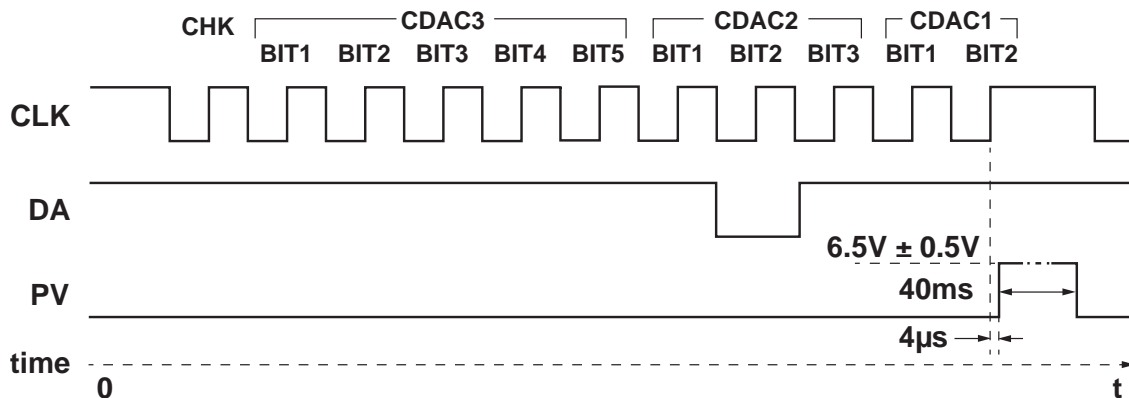 CHK CDAC3 CDAC2 CDAC1
BIT1 BIT2 BIT3 BIT4 BIT5 BIT1 BIT2 BIT3 BIT1 BIT2
CLK
DA
6.5V ± 0.5V
PV
40ms
4µs
time
0 t